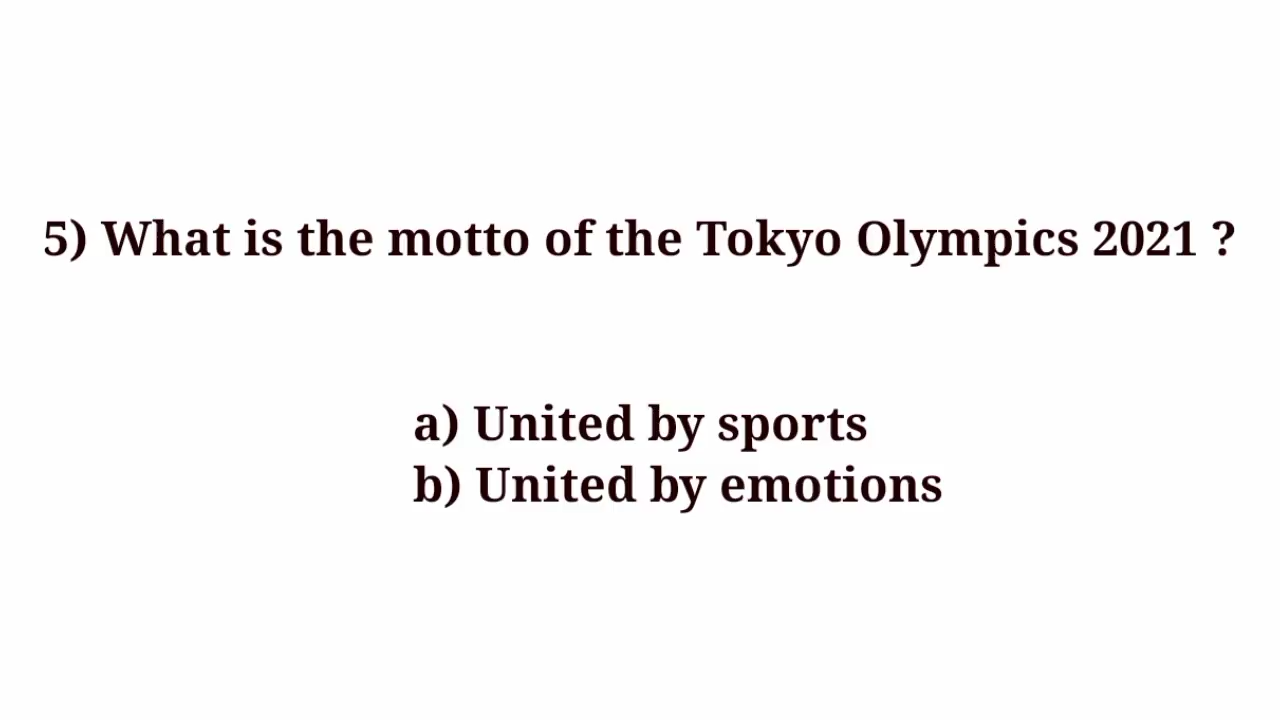 5) What is the motto of the Tokyo Olympics 2021 ?
a) United by sports
b) United by emotions